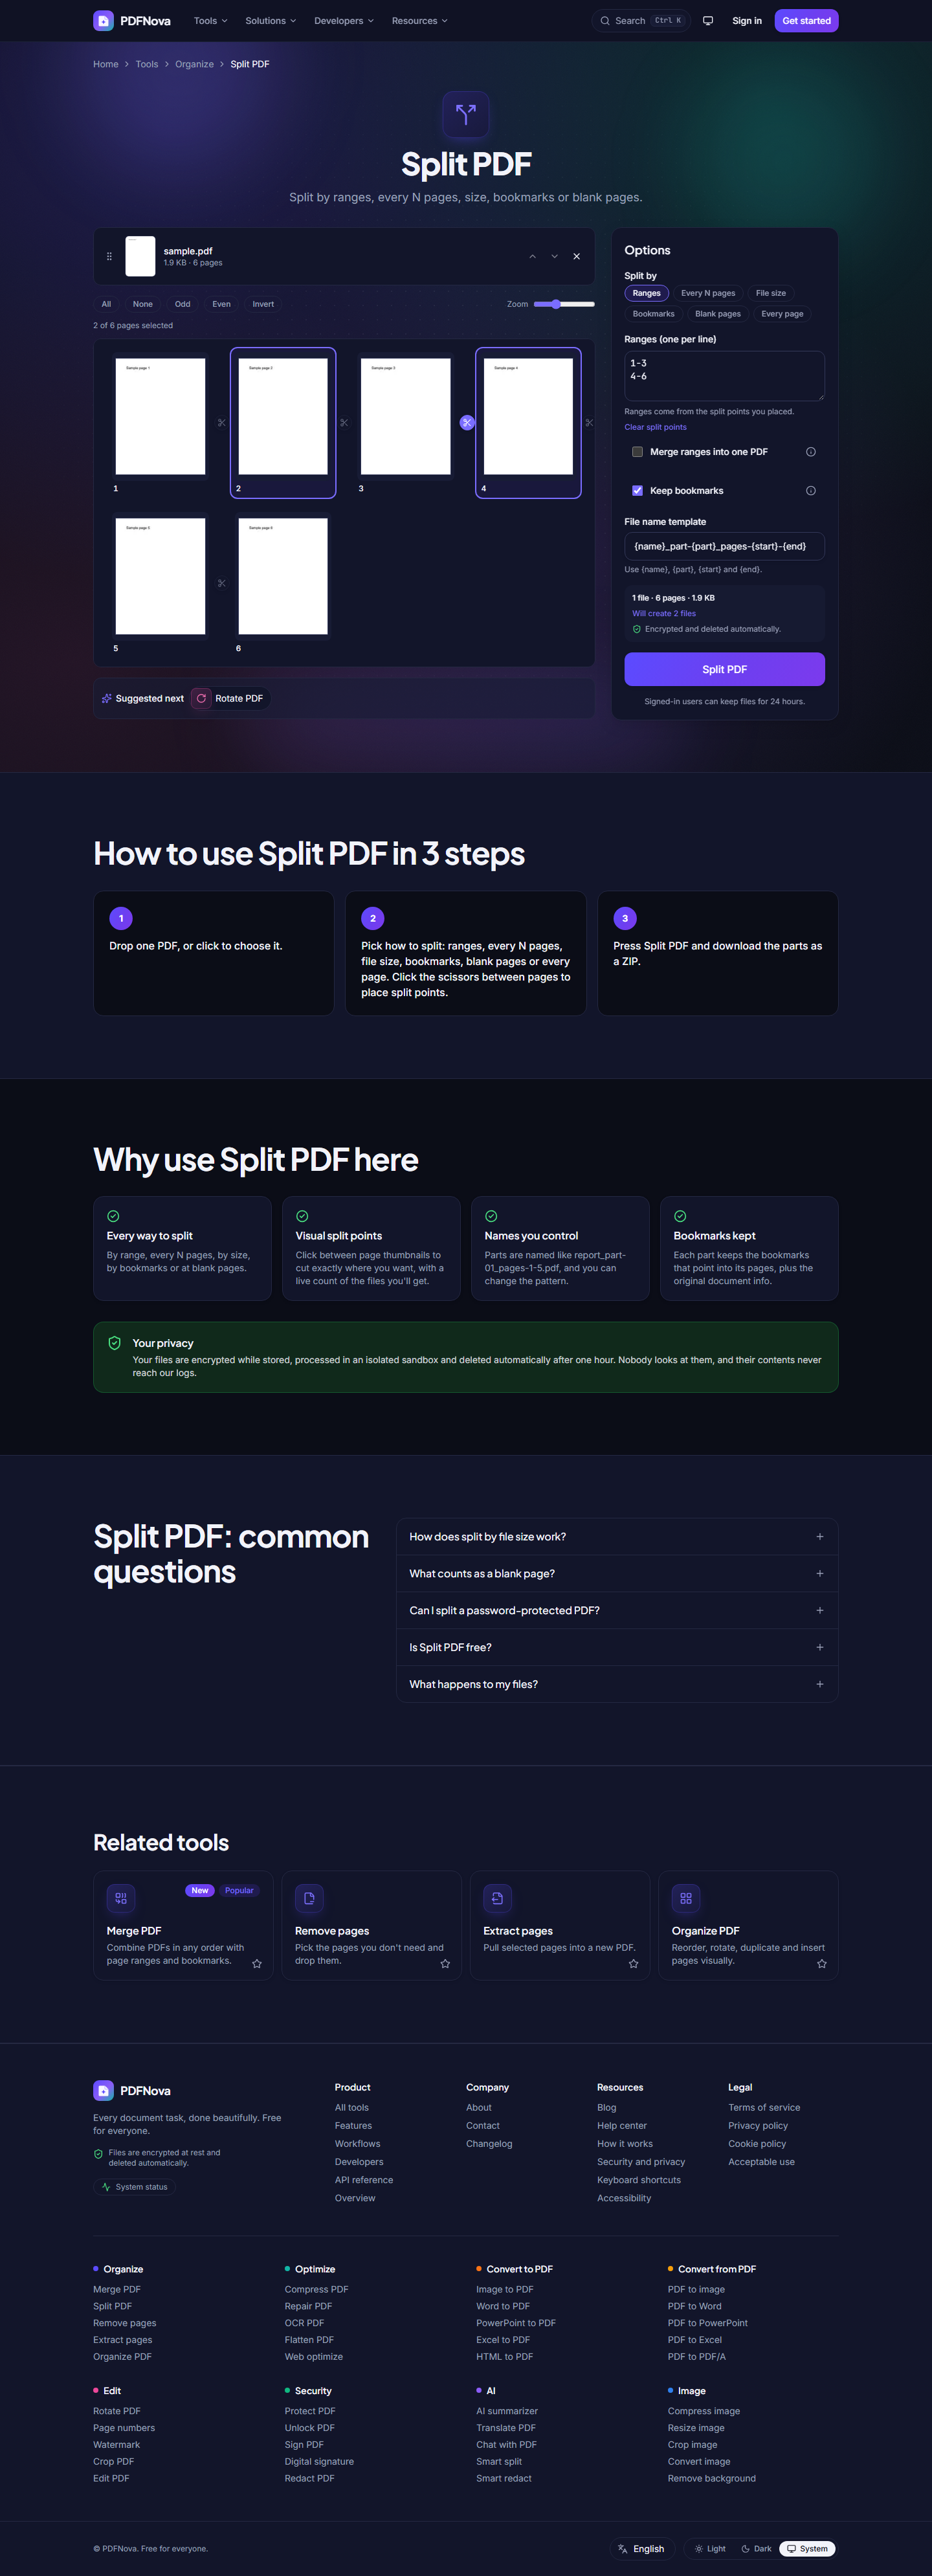 PDFNova
Tools
Solutions
Developers
Resources
Search
Ctrl K
Sign in
Get started
Home > Tools > Organize > Split PDF
Split PDF
Split by ranges, every N pages, size, bookmarks or blank pages.
sample.pdf
1.9 KB · 6 pages
All
None
Odd
Even
Invert
Zoom
2 of 6 pages selected
Sample page 1
Sample page 2
Sample page 3
Sample page 4
1
2
3
4
Sample page 5
Sample page 6
5
6
Suggested next
Rotate PDF
Options
Split by
Ranges
Every N pages
File size
Bookmarks
Blank pages
Every page
Ranges (one per line)
1-3
4-6
Ranges come from the split points you placed.
Clear split points
Merge ranges into one PDF
Keep bookmarks
File name template
{name}_part-{part}_pages-{start}-{end}
Use {name}, {part}, {start} and {end}.
1 file · 6 pages · 1.9 KB
Will create 2 files
Encrypted and deleted automatically.
Split PDF
Signed-in users can keep files for 24 hours.
How to use Split PDF in 3 steps
1
Drop one PDF, or click to choose it.
2
Pick how to split: ranges, every N pages,
file size, bookmarks, blank pages or every
page. Click the scissors between pages to
place split points.
3
Press Split PDF and download the parts as
a ZIP.
Why use Split PDF here
Every way to split
By range, every N pages, by size,
by bookmarks or at blank pages.
Visual split points
Click between page thumbnails to
cut exactly where you want, with a
live count of the files you'll get.
Names you control
Parts are named like report_part-
01_pages-1-5.pdf, and you can
change the pattern.
Bookmarks kept
Each part keeps the bookmarks
that point into its pages, plus the
original document info.
Your privacy
Your files are encrypted while stored, processed in an isolated sandbox and deleted automatically after one hour. Nobody looks at them, and their contents never
reach our logs.
Split PDF: common
questions
How does split by file size work?
What counts as a blank page?
Can I split a password-protected PDF?
Is Split PDF free?
What happens to my files?
Related tools
New
Popular
Merge PDF
Combine PDFs in any order with
page ranges and bookmarks.
Remove pages
Pick the pages you don't need and
drop them.
Extract pages
Pull selected pages into a new PDF.
Organize PDF
Reorder, rotate, duplicate and insert
pages visually.
PDFNova
Every document task, done beautifully. Free
for everyone.
Files are encrypted at rest and
deleted automatically.
System status
Product
All tools
Features
Workflows
Developers
API reference
Overview
Company
About
Contact
Changelog
Resources
Blog
Help center
How it works
Security and privacy
Keyboard shortcuts
Accessibility
Legal
Terms of service
Privacy policy
Cookie policy
Acceptable use
Organize
Merge PDF
Split PDF
Remove pages
Extract pages
Organize PDF
Optimize
Compress PDF
Repair PDF
OCR PDF
Flatten PDF
Web optimize
Convert to PDF
Image to PDF
Word to PDF
PowerPoint to PDF
Excel to PDF
HTML to PDF
Convert from PDF
PDF to image
PDF to Word
PDF to PowerPoint
PDF to Excel
PDF to PDF/A
Edit
Rotate PDF
Page numbers
Watermark
Crop PDF
Edit PDF
Security
Protect PDF
Unlock PDF
Sign PDF
Digital signature
Redact PDF
AI
AI summarizer
Translate PDF
Chat with PDF
Smart split
Smart redact
Image
Compress image
Resize image
Crop image
Convert image
Remove background
© PDFNova. Free for everyone.
English
Light
Dark
System